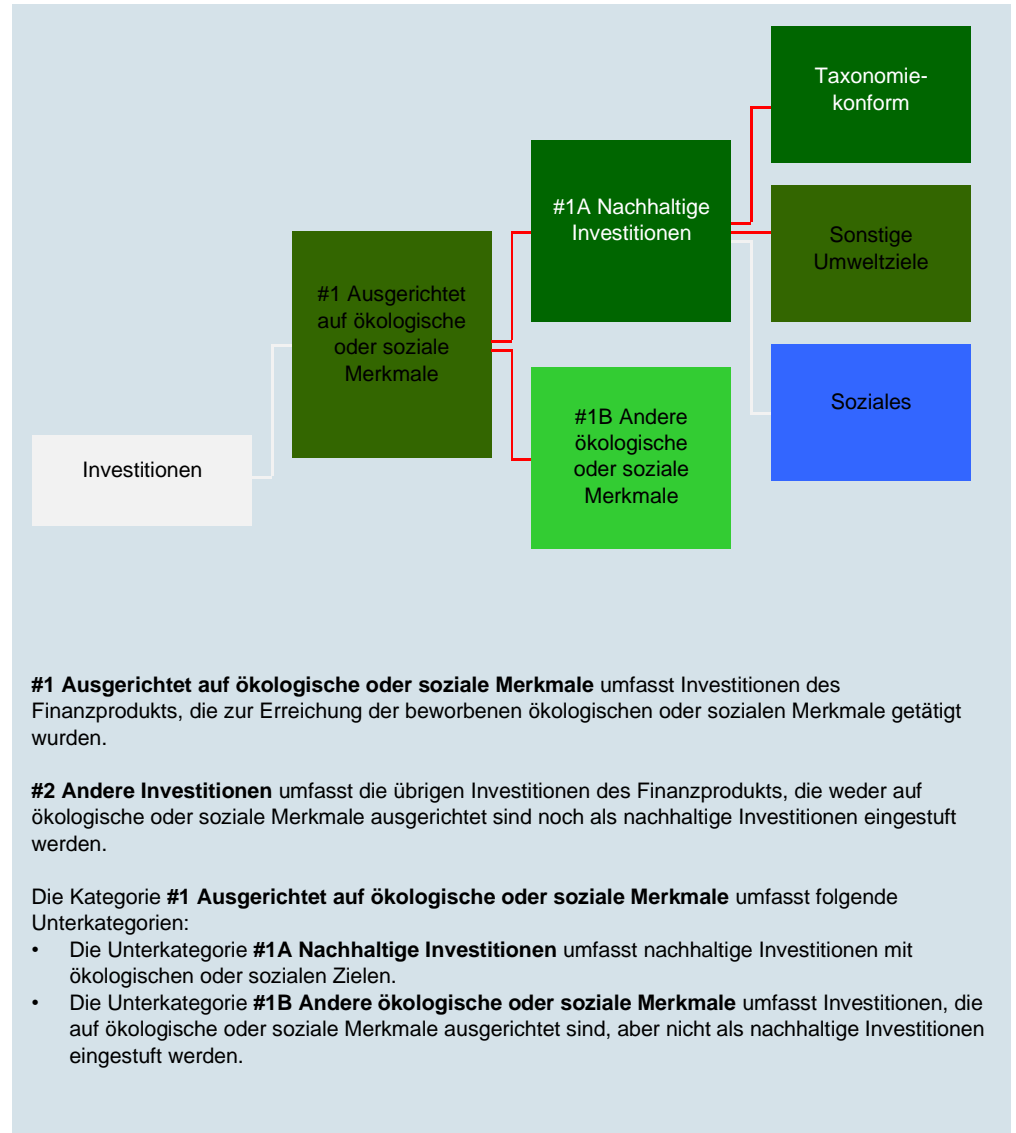 Taxonomie-
konform
#1A Nachhaltige
Investitionen
Sonstige
Umweltziele
#1 Ausgerichtet
auf ökologische
oder soziale
Merkmale
Soziales
#1B Andere
ökologische
oder soziale
Merkmale
Investitionen
#1 Ausgerichtet auf ökologische oder soziale Merkmale umfasst Investitionen des
Finanzprodukts, die zur Erreichung der beworbenen ökologischen oder sozialen Merkmale getätigt
wurden.
#2 Andere Investitionen umfasst die übrigen Investitionen des Finanzprodukts, die weder auf
ökologische oder soziale Merkmale ausgerichtet sind noch als nachhaltige Investitionen eingestuft
werden.
Die Kategorie #1 Ausgerichtet auf ökologische oder soziale Merkmale umfasst folgende
Unterkategorien:
• Die Unterkategorie #1A Nachhaltige Investitionen umfasst nachhaltige Investitionen mit
ökologischen oder sozialen Zielen.
• Die Unterkategorie #1B Andere ökologische oder soziale Merkmale umfasst Investitionen, die
auf ökologische oder soziale Merkmale ausgerichtet sind, aber nicht als nachhaltige Investitionen
eingestuft werden.